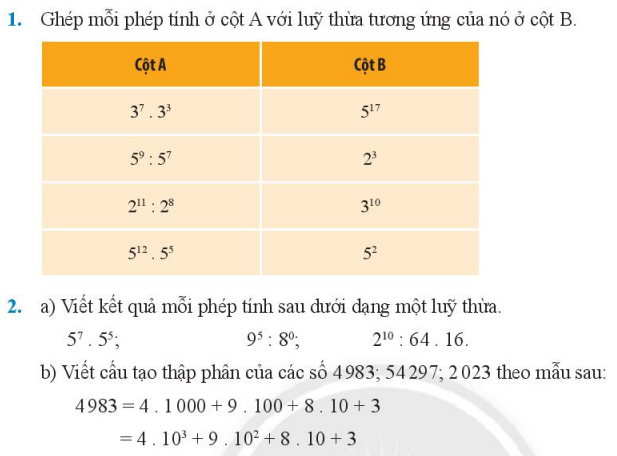 1. Ghép mỗi phép tính ở cột A với luỹ thừa tương ứng của nó ở cột B.
Cột A Cột B
3⁷ . 3³ 5¹⁷
5⁹ : 5⁷ 2³
2¹¹ : 2⁸ 3¹⁰
5¹² . 5⁵ 5²
2. a) Viết kết quả mỗi phép tính sau dưới dạng một luỹ thừa.
5⁷ . 5⁵; 9⁵ : 8⁰; 2¹⁰ : 64 . 16.
b) Viết cấu tạo thập phân của các số 4 983; 54 297; 2 023 theo mẫu sau:
4 983 = 4 . 1 000 + 9 . 100 + 8 . 10 + 3
= 4 . 10³ + 9 . 10² + 8 . 10 + 3